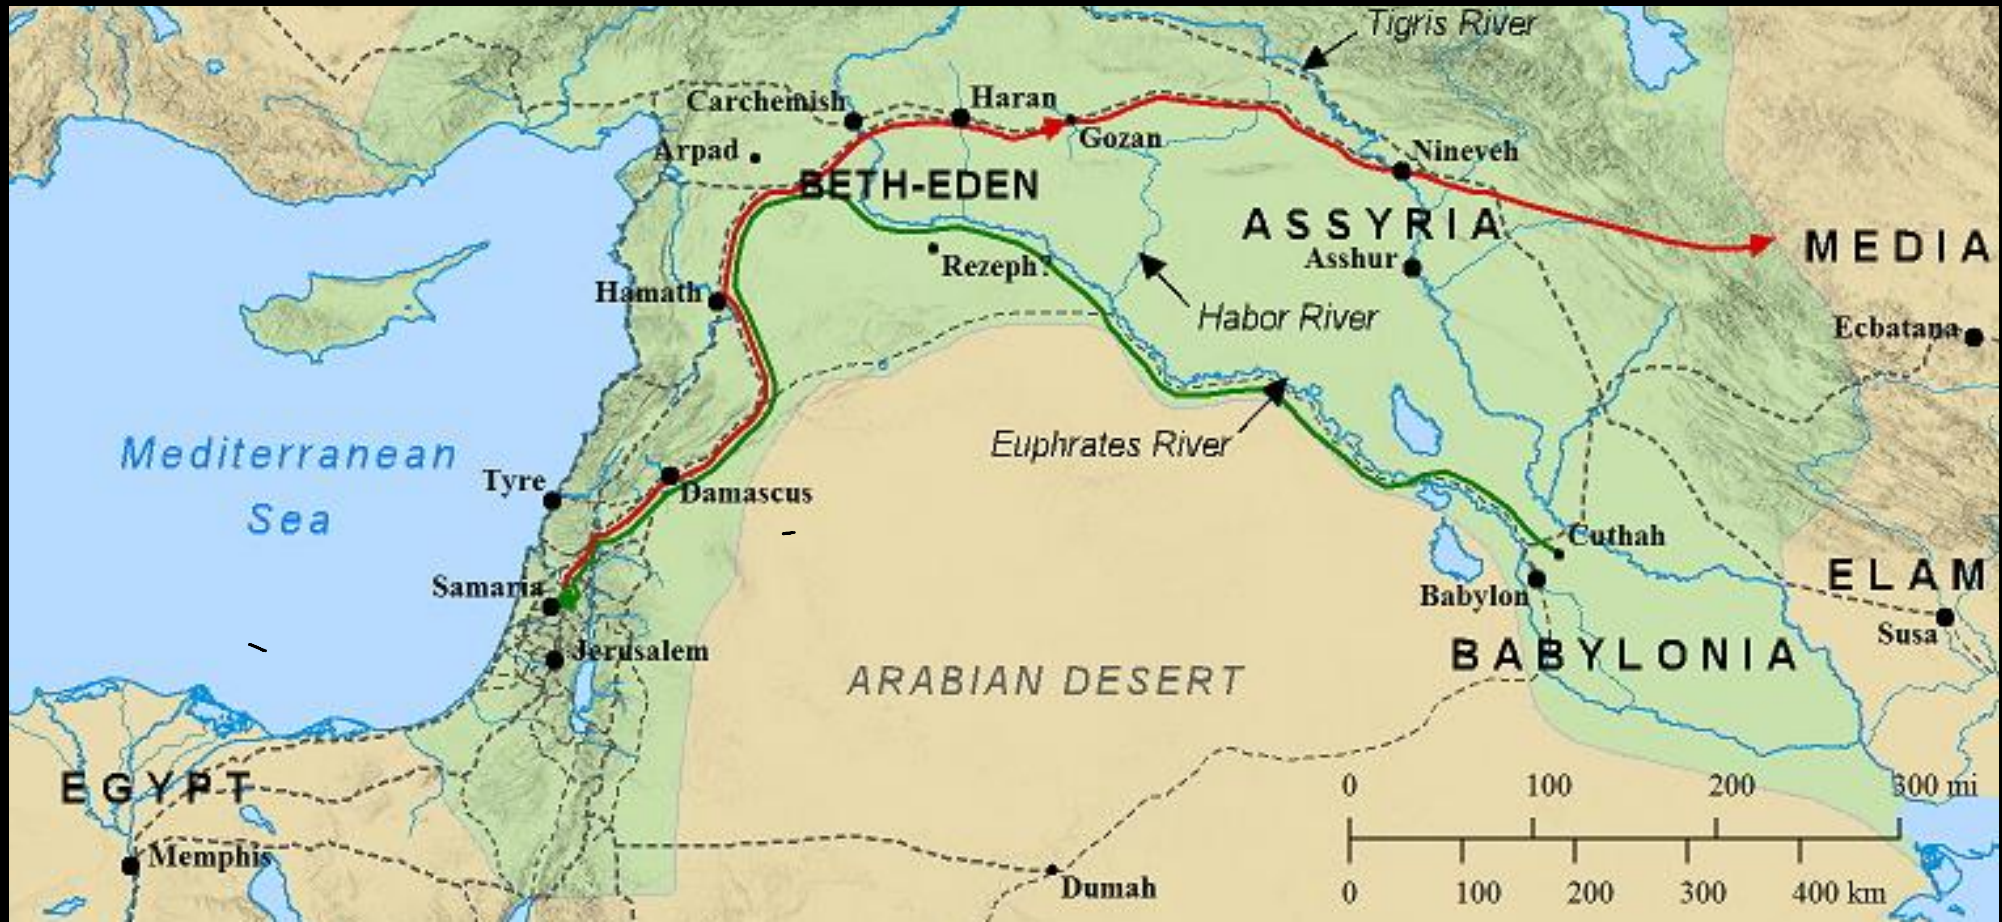 Tigris River
Carchemish
Haran
Gozan
Arpad
Nineveh
BETH-EDEN
ASSYRIA
MEDIA
Asshur
Rezeph?
Hamath
Habor River
Ecbatana
Euphrates River
Mediterranean
Sea
Tyre
Damascus
Cuthah
Samaria
Babylon
ELAM
Susa
Jerusalem
ARABIAN DESERT
BABYLONIA
EGYPT
Memphis
Dumah
0 100 200 300 mi
0 100 200 300 400 km